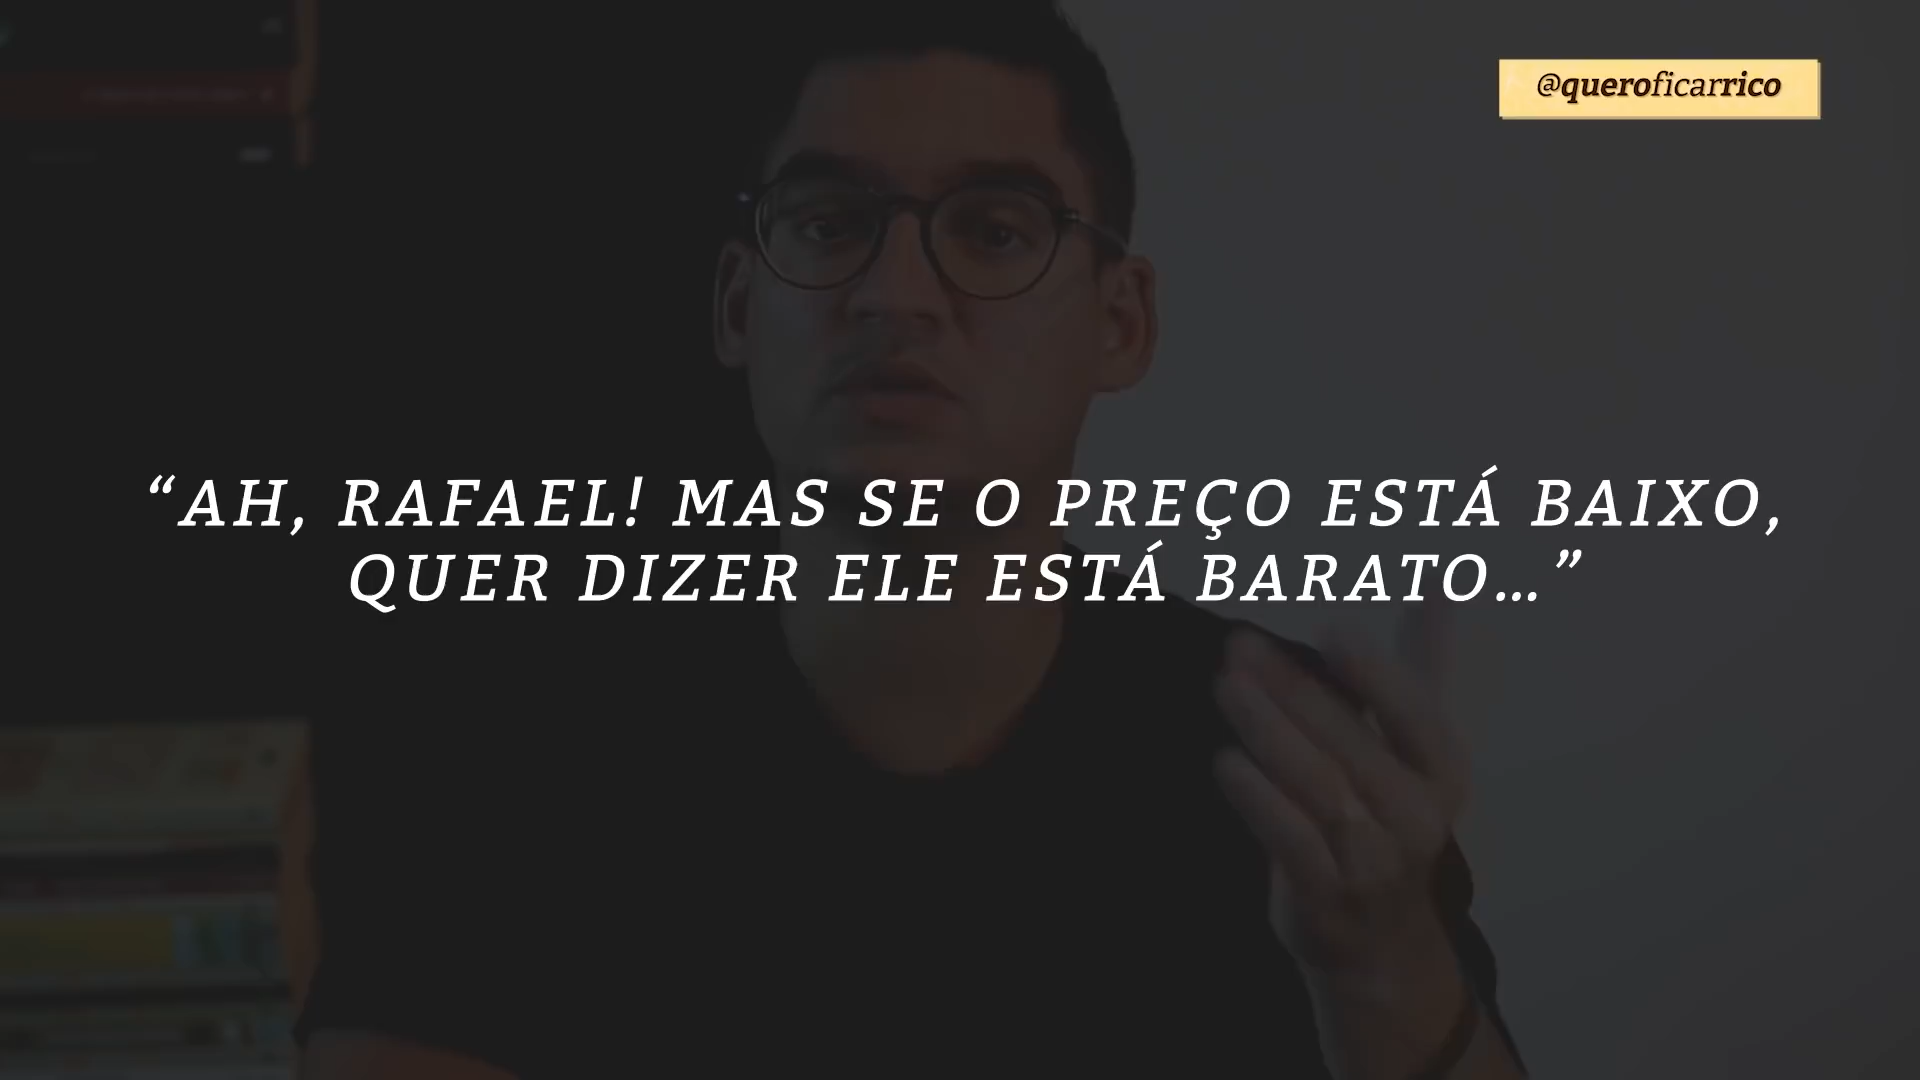 @queroficarrico
“AH, RAFAEL! MAS SE O PREÇO ESTÁ BAIXO,
QUER DIZER ELE ESTÁ BARATO...”